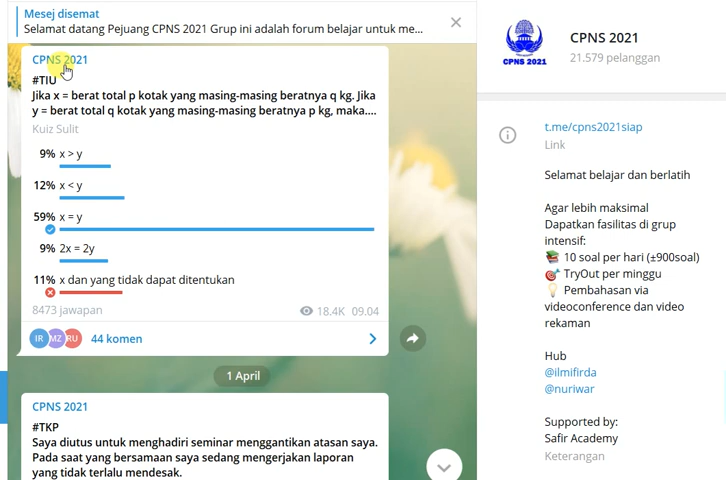 Mesej disemat
Selamat datang Pejuang CPNS 2021 Grup ini adalah forum belajar untuk me...
CPNS 2021
#TIU
Jika x = berat total p kotak yang masing-masing beratnya q kg. Jika
y = berat total q kotak yang masing-masing beratnya p kg, maka....
Kuiz Sulit
9% x > y
12% x < y
59% x = y
9% 2x = 2y
11% x dan yang tidak dapat ditentukan
8473 jawapan
18.4K 09.04
IR MZ RU 44 komen
1 April
CPNS 2021
#TKP
Saya diutus untuk menghadiri seminar menggantikan atasan saya.
Pada saat yang bersamaan saya sedang mengerjakan laporan
yang tidak terlalu mendesak.
CPNS 2021
CPNS 2021
21.579 pelanggan
t.me/cpns2021siap
Link
Selamat belajar dan berlatih
Agar lebih maksimal
Dapatkan fasilitas di grup
intensif:
📚 10 soal per hari (±900soal)
🎯 TryOut per minggu
💡 Pembahasan via
videoconference dan video
rekaman
Hub
@ilmifirda
@nuriwar
Supported by:
Safir Academy
Keterangan